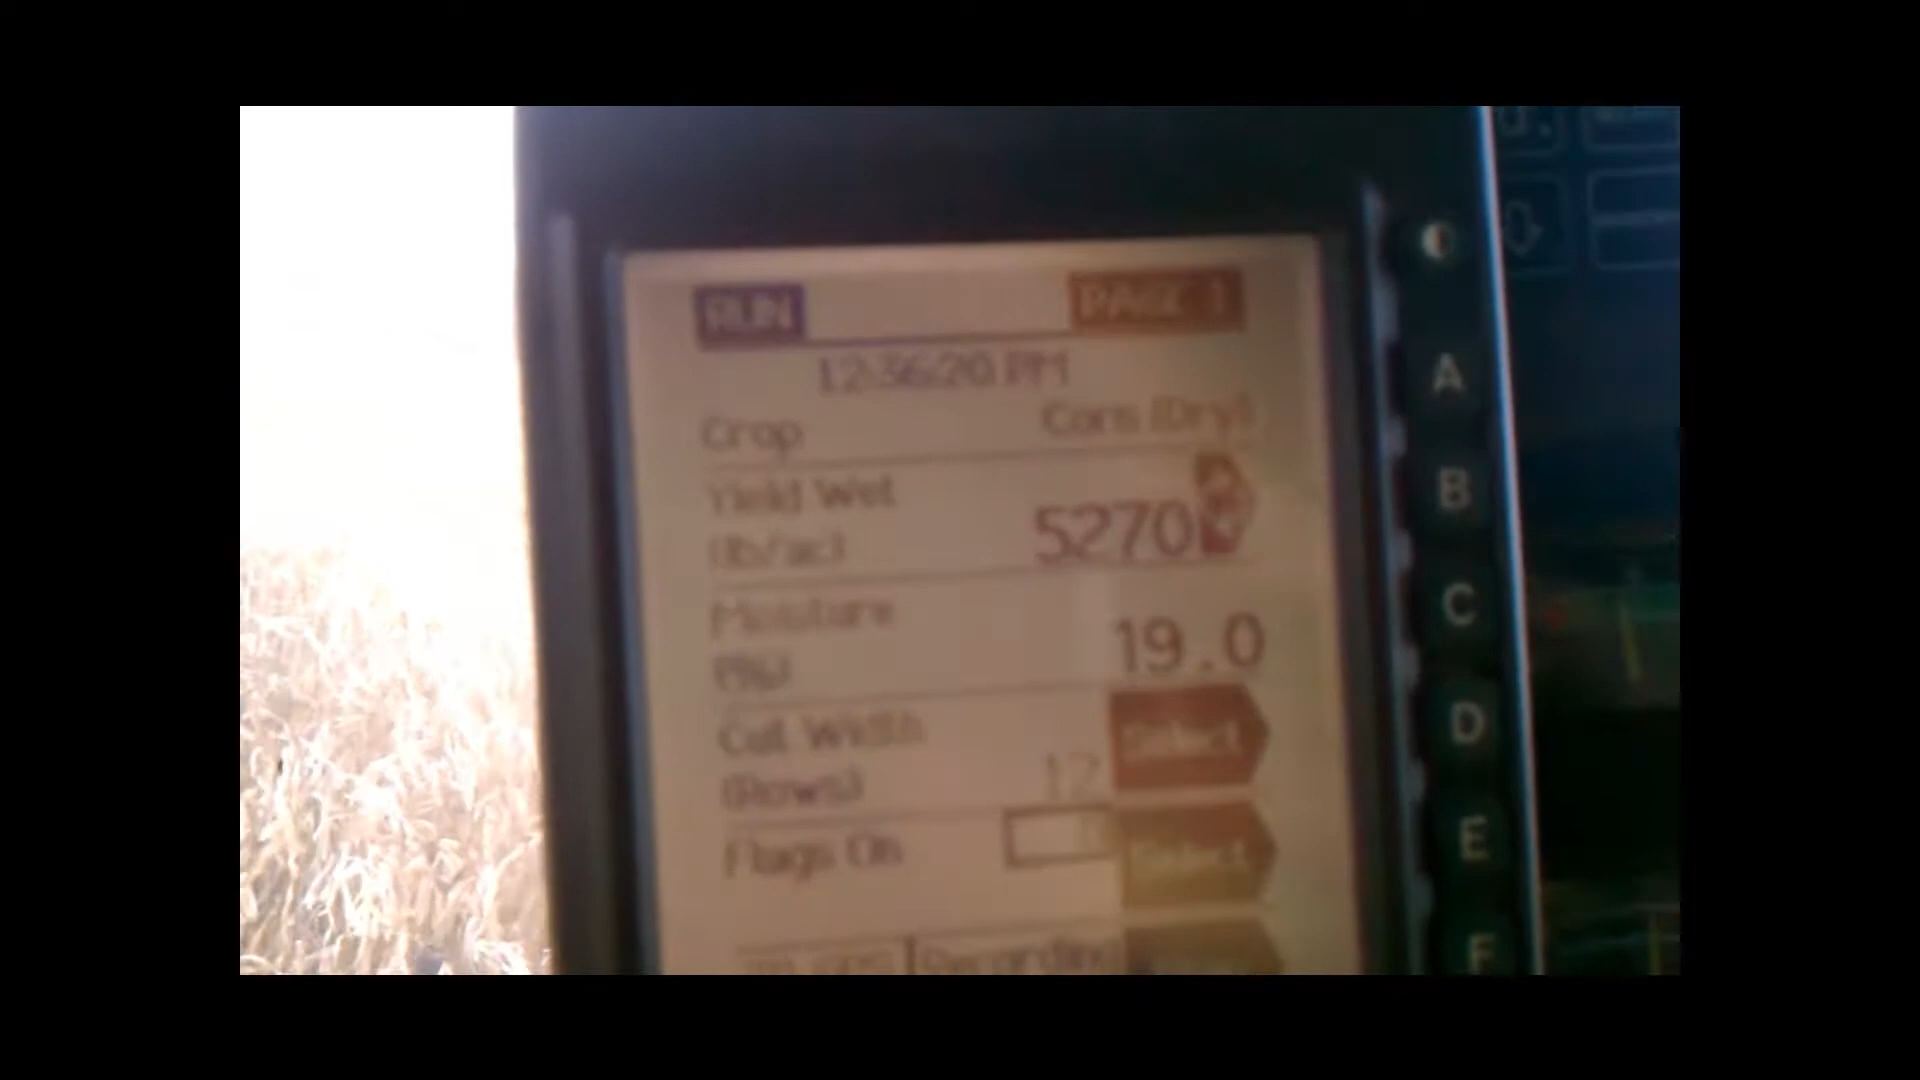 RUN PAGE 1
12:36:20 PM
Crop Corn (Dry)
Yield Wet
(lb/ac) 5270
Moisture
(%) 19.0
Cut Width
(Rows) 12 Select
Flags On Select
Recording
A
B
C
D
E
F